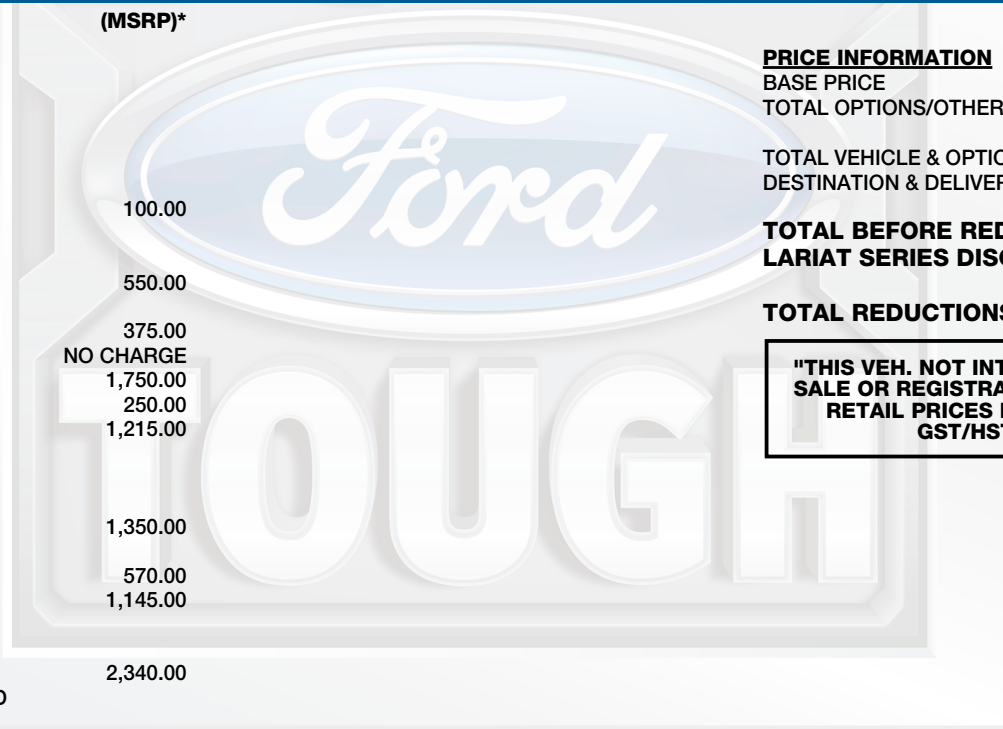 (MSRP)*
100.00
550.00
375.00
NO CHARGE
1,750.00
250.00
1,215.00
1,350.00
570.00
1,145.00
2,340.00
PRICE INFORMATION
BASE PRICE
TOTAL OPTIONS/OTHER
TOTAL VEHICLE & OPTIO
DESTINATION & DELIVER
TOTAL BEFORE RED
LARIAT SERIES DISC
TOTAL REDUCTIONS
"THIS VEH. NOT INT
SALE OR REGISTRA
RETAIL PRICES
GST/HST
Ford
TOUGH